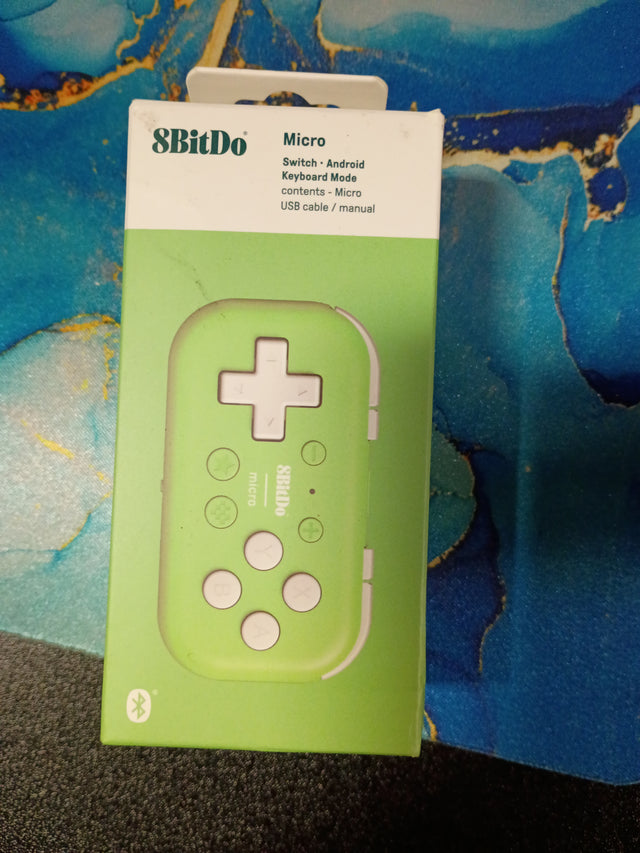 8BitDo
Micro
Switch · Android
Keyboard Mode
contents - Micro
USB cable / manual
8BitDo
micro
Y
X
B
A